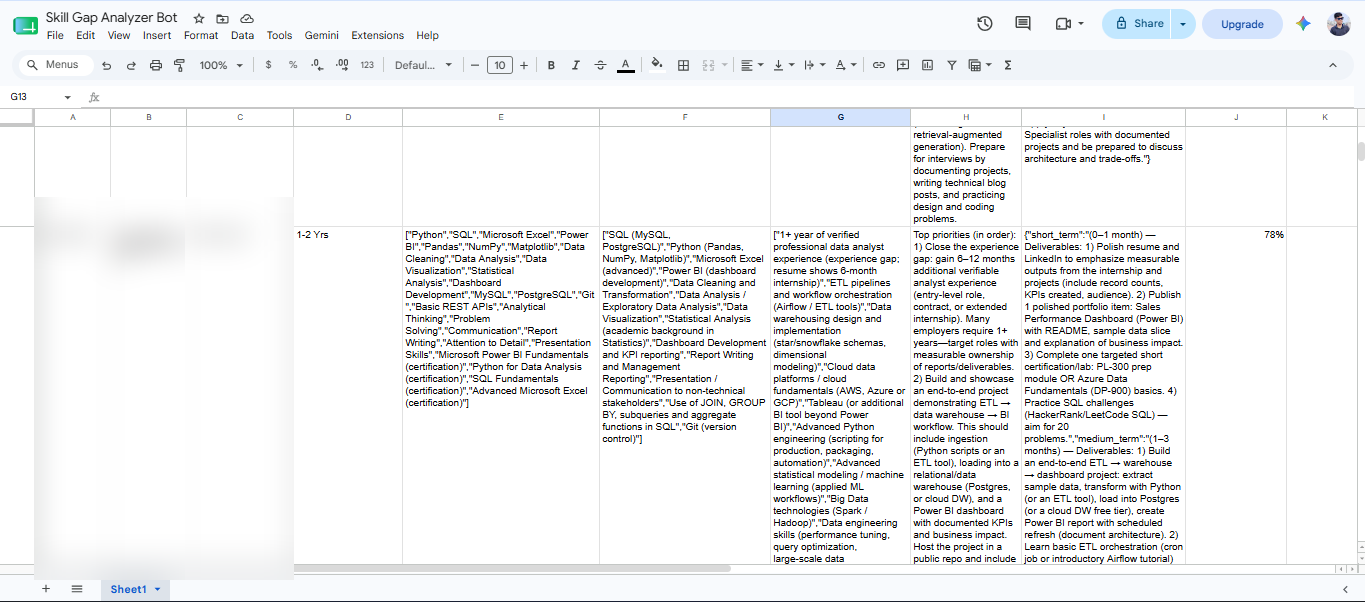 Skill Gap Analyzer Bot
File Edit View Insert Format Data Tools Gemini Extensions Help
Share
Upgrade
Menus
100%
$ % .0 .00 123
Defaul...
10
B I A
G13
fx
A B C D E F G H I J K
retrieval-augmented
generation). Prepare
for interviews by
documenting projects,
writing technical blog
posts, and practicing
design and coding
problems.
Specialist roles with documented
projects and be prepared to discuss
architecture and trade-offs."}
1-2 Yrs
["Python","SQL","Microsoft Excel","Power
BI","Pandas","NumPy","Matplotlib","Data
Cleaning","Data Analysis","Data
Visualization","Statistical
Analysis","Dashboard
Development","MySQL","PostgreSQL","Git
","Basic REST APIs","Analytical
Thinking","Problem
Solving","Communication","Report
Writing","Attention to Detail","Presentation
Skills","Microsoft Power BI Fundamentals
(certification)","Python for Data Analysis
(certification)","SQL Fundamentals
(certification)","Advanced Microsoft Excel
(certification)"]
["SQL (MySQL,
PostgreSQL)","Python (Pandas,
NumPy, Matplotlib)","Microsoft Excel
(advanced)","Power BI (dashboard
development)","Data Cleaning and
Transformation","Data Analysis /
Exploratory Data Analysis","Data
Visualization","Statistical Analysis
(academic background in
Statistics)","Dashboard Development
and KPI reporting","Report Writing
and Management
Reporting","Presentation /
Communication to non-technical
stakeholders","Use of JOIN, GROUP
BY, subqueries and aggregate
functions in SQL","Git (version
control)"]
["1+ year of verified
professional data analyst
experience (experience gap;
resume shows 6-month
internship)","ETL pipelines
and workflow orchestration
(Airflow / ETL tools)","Data
warehousing design and
implementation
(star/snowflake schemas,
dimensional
modeling)","Cloud data
platforms / cloud
fundamentals (AWS, Azure or
GCP)","Tableau (or additional
BI tool beyond Power
BI)","Advanced Python
engineering (scripting for
production, packaging,
automation)","Advanced
statistical modeling / machine
learning (applied ML
workflows)","Big Data
technologies (Spark /
Hadoop)","Data engineering
skills (performance tuning,
query optimization,
large-scale data
Top priorities (in order):
1) Close the experience
gap: gain 6–12 months
additional verifiable
analyst experience
(entry-level role,
contract, or extended
internship). Many
employers require 1+
years—target roles with
measurable ownership
of reports/deliverables.
2) Build and showcase
an end-to-end project
demonstrating ETL →
data warehouse → BI
workflow. This should
include ingestion
(Python scripts or an
ETL tool), loading into a
relational/data
warehouse (Postgres,
or cloud DW), and a
Power BI dashboard
with documented KPIs
and business impact.
Host the project in a
public repo and include
{"short_term":"(0–1 month) —
Deliverables: 1) Polish resume and
LinkedIn to emphasize measurable
outputs from the internship and
projects (include record counts,
KPIs created, audience). 2) Publish
1 polished portfolio item: Sales
Performance Dashboard (Power BI)
with README, sample data slice
and explanation of business impact.
3) Complete one targeted short
certification/lab: PL-300 prep
module OR Azure Data
Fundamentals (DP-900) basics. 4)
Practice SQL challenges
(HackerRank/LeetCode SQL) —
aim for 20
problems.","medium_term":"(1–3
months) — Deliverables: 1) Build
an end-to-end ETL → warehouse
→ dashboard project: extract
sample data, transform with Python
(or an ETL tool), load into Postgres
(or a cloud DW free tier), create
Power BI report with scheduled
refresh (document architecture). 2)
Learn basic ETL orchestration (cron
job or introductory Airflow tutorial)
78%
Sheet1